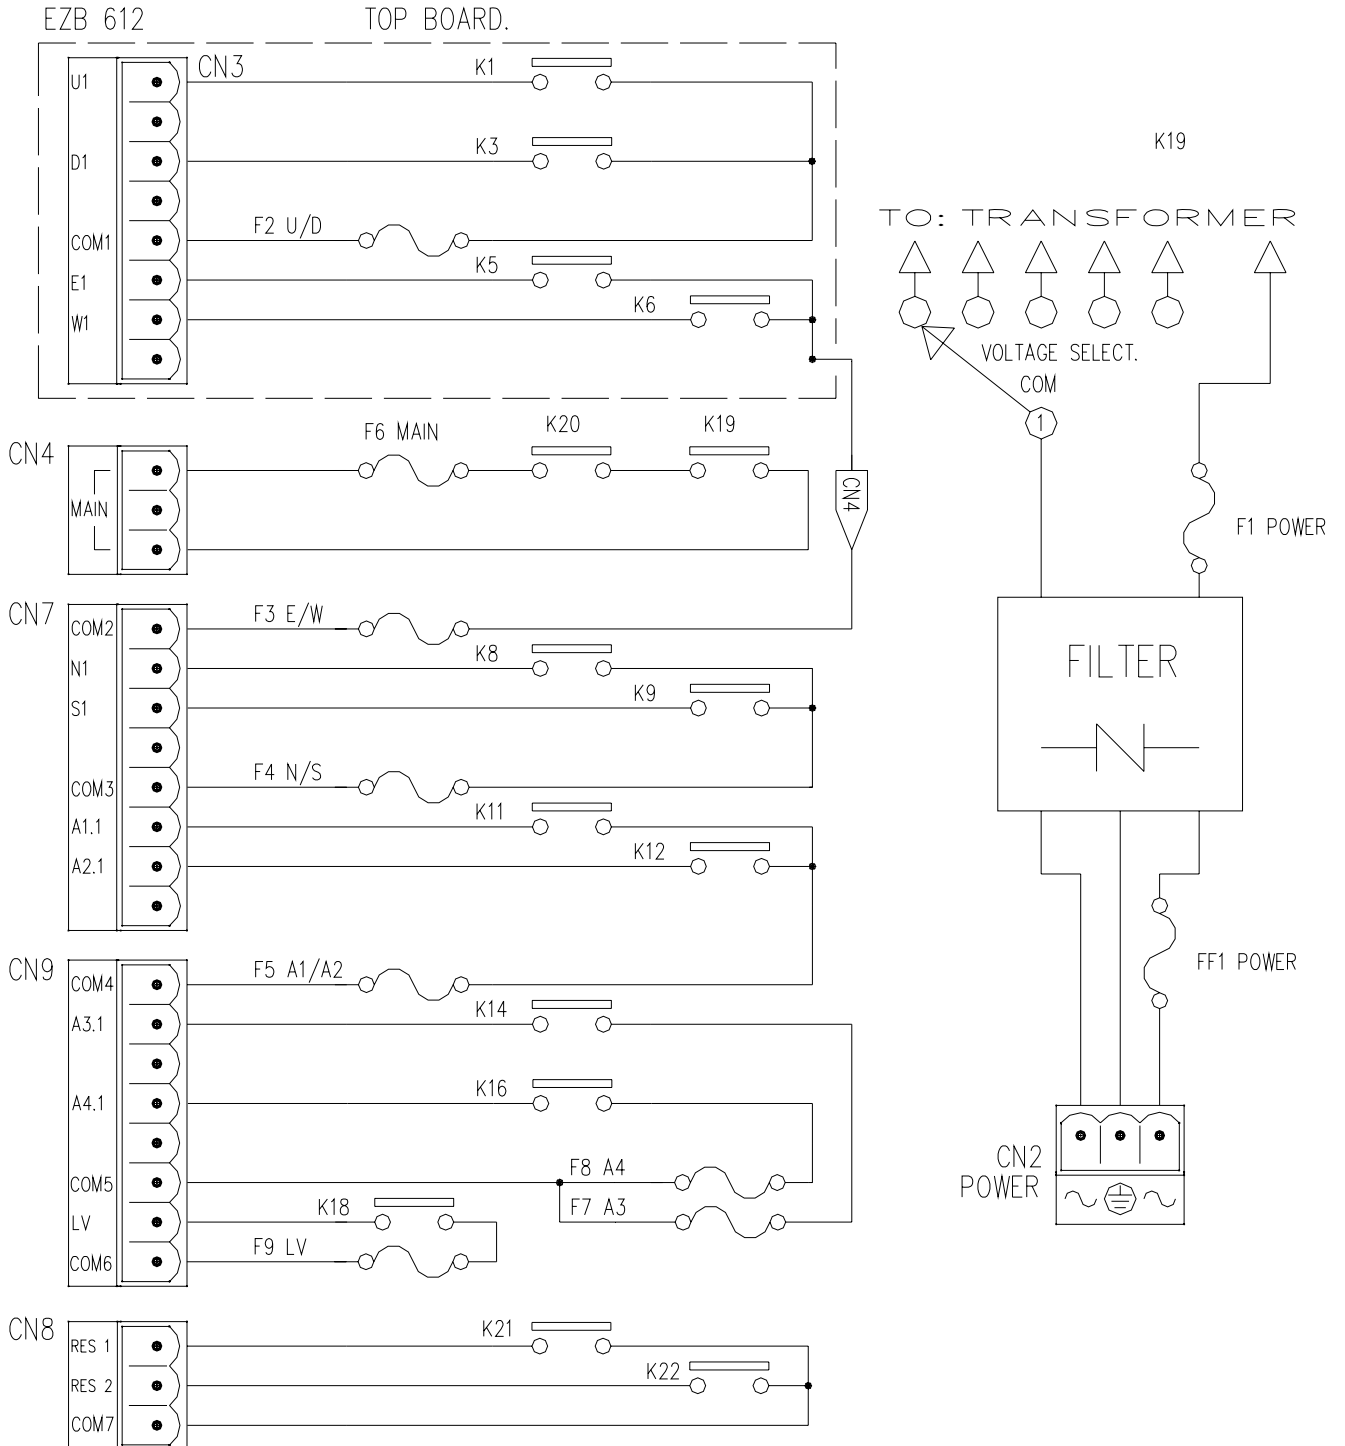 EZB 612 TOP BOARD.
CN3
U1 K1
D1 K3
COM1 F2 U/D
E1 K5
W1 K6
CN4
MAIN
F6 MAIN K20 K19
CN4
CN7
COM2 F3 E/W
N1 K8
S1 K9
COM3 F4 N/S
A1.1 K11
A2.1 K12
CN9
COM4 F5 A1/A2
A3.1 K14
A4.1 K16
COM5 F8 A4
F7 A3
LV K18
COM6 F9 LV
CN8
RES 1 K21
RES 2 K22
COM7
K19
TO: TRANSFORMER
VOLTAGE SELECT.
COM
1
F1 POWER
FILTER
FF1 POWER
CN2
POWER